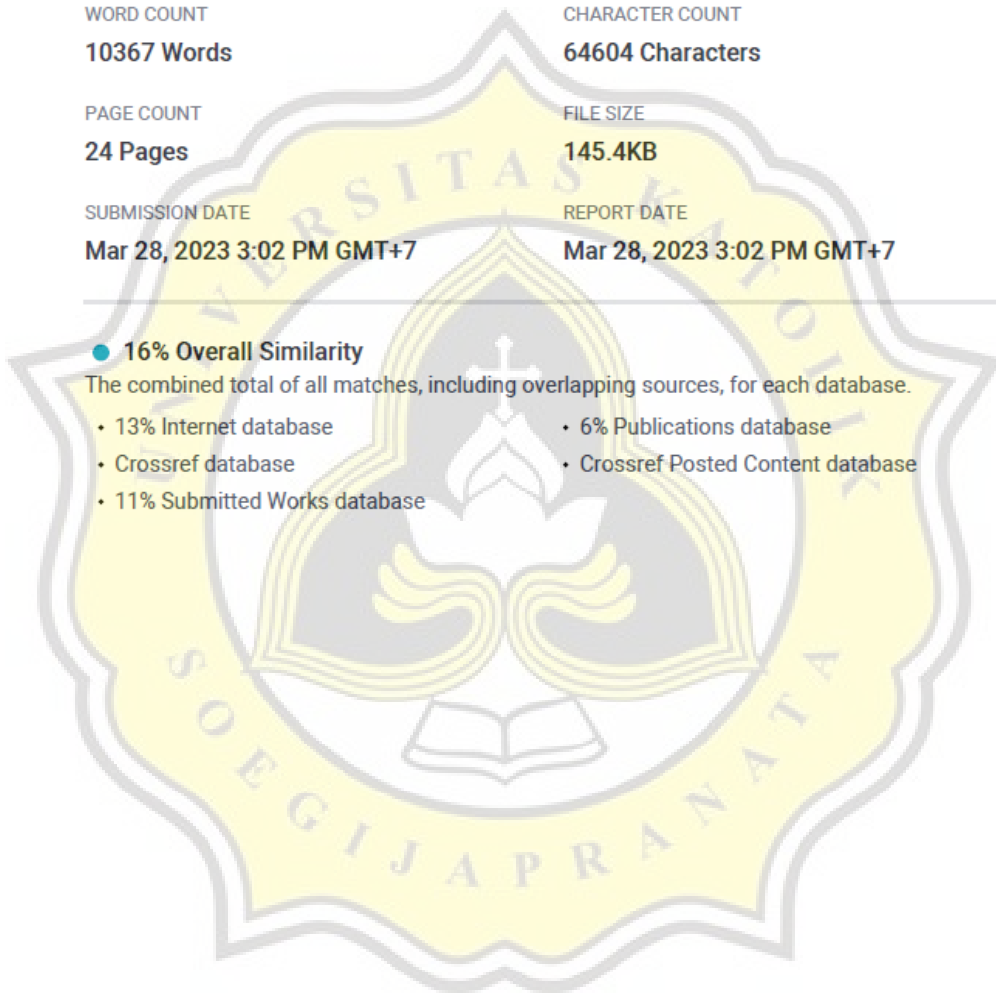 WORD COUNT
10367 Words
CHARACTER COUNT
64604 Characters
PAGE COUNT
24 Pages
FILE SIZE
145.4KB
SUBMISSION DATE
Mar 28, 2023 3:02 PM GMT+7
REPORT DATE
Mar 28, 2023 3:02 PM GMT+7
16% Overall Similarity
The combined total of all matches, including overlapping sources, for each database.
• 13% Internet database
• 6% Publications database
• Crossref database
• Crossref Posted Content database
• 11% Submitted Works database
UNIVERSITAS KATOLIK
SOEGIJAPRANATA